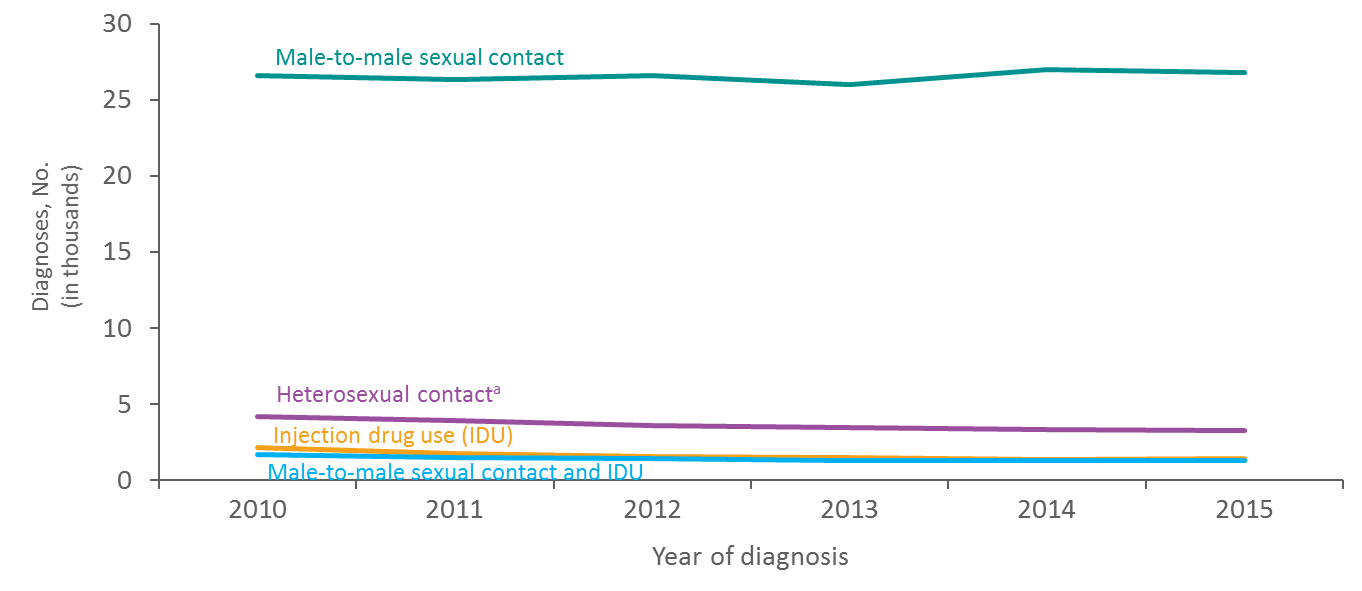 30
Male-to-male sexual contact
25
20
Diagnoses, No.
(in thousands)
15
10
Heterosexual contactᵃ
5
Injection drug use (IDU)
Male-to-male sexual contact and IDU
0
2010 2011 2012 2013 2014 2015
Year of diagnosis